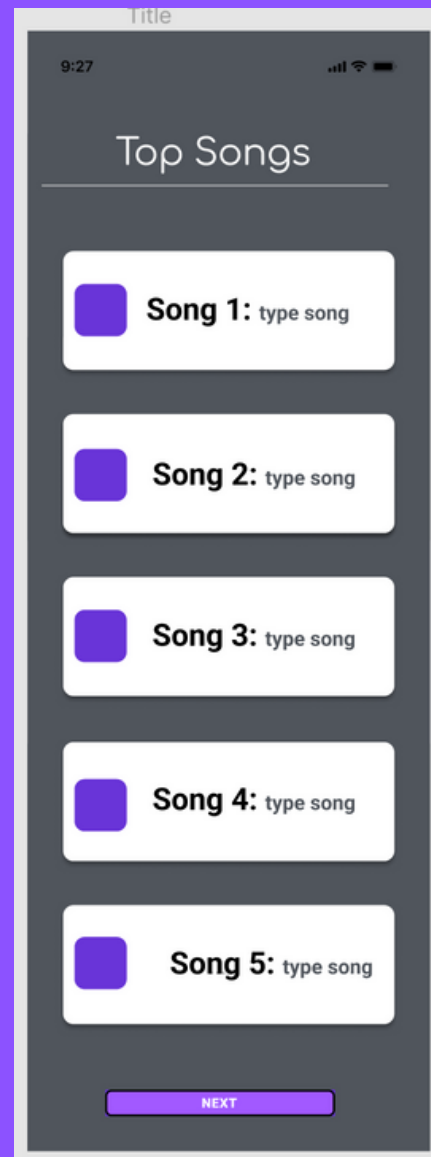 Title
9:27
Top Songs
Song 1: type song
Song 2: type song
Song 3: type song
Song 4: type song
Song 5: type song
NEXT